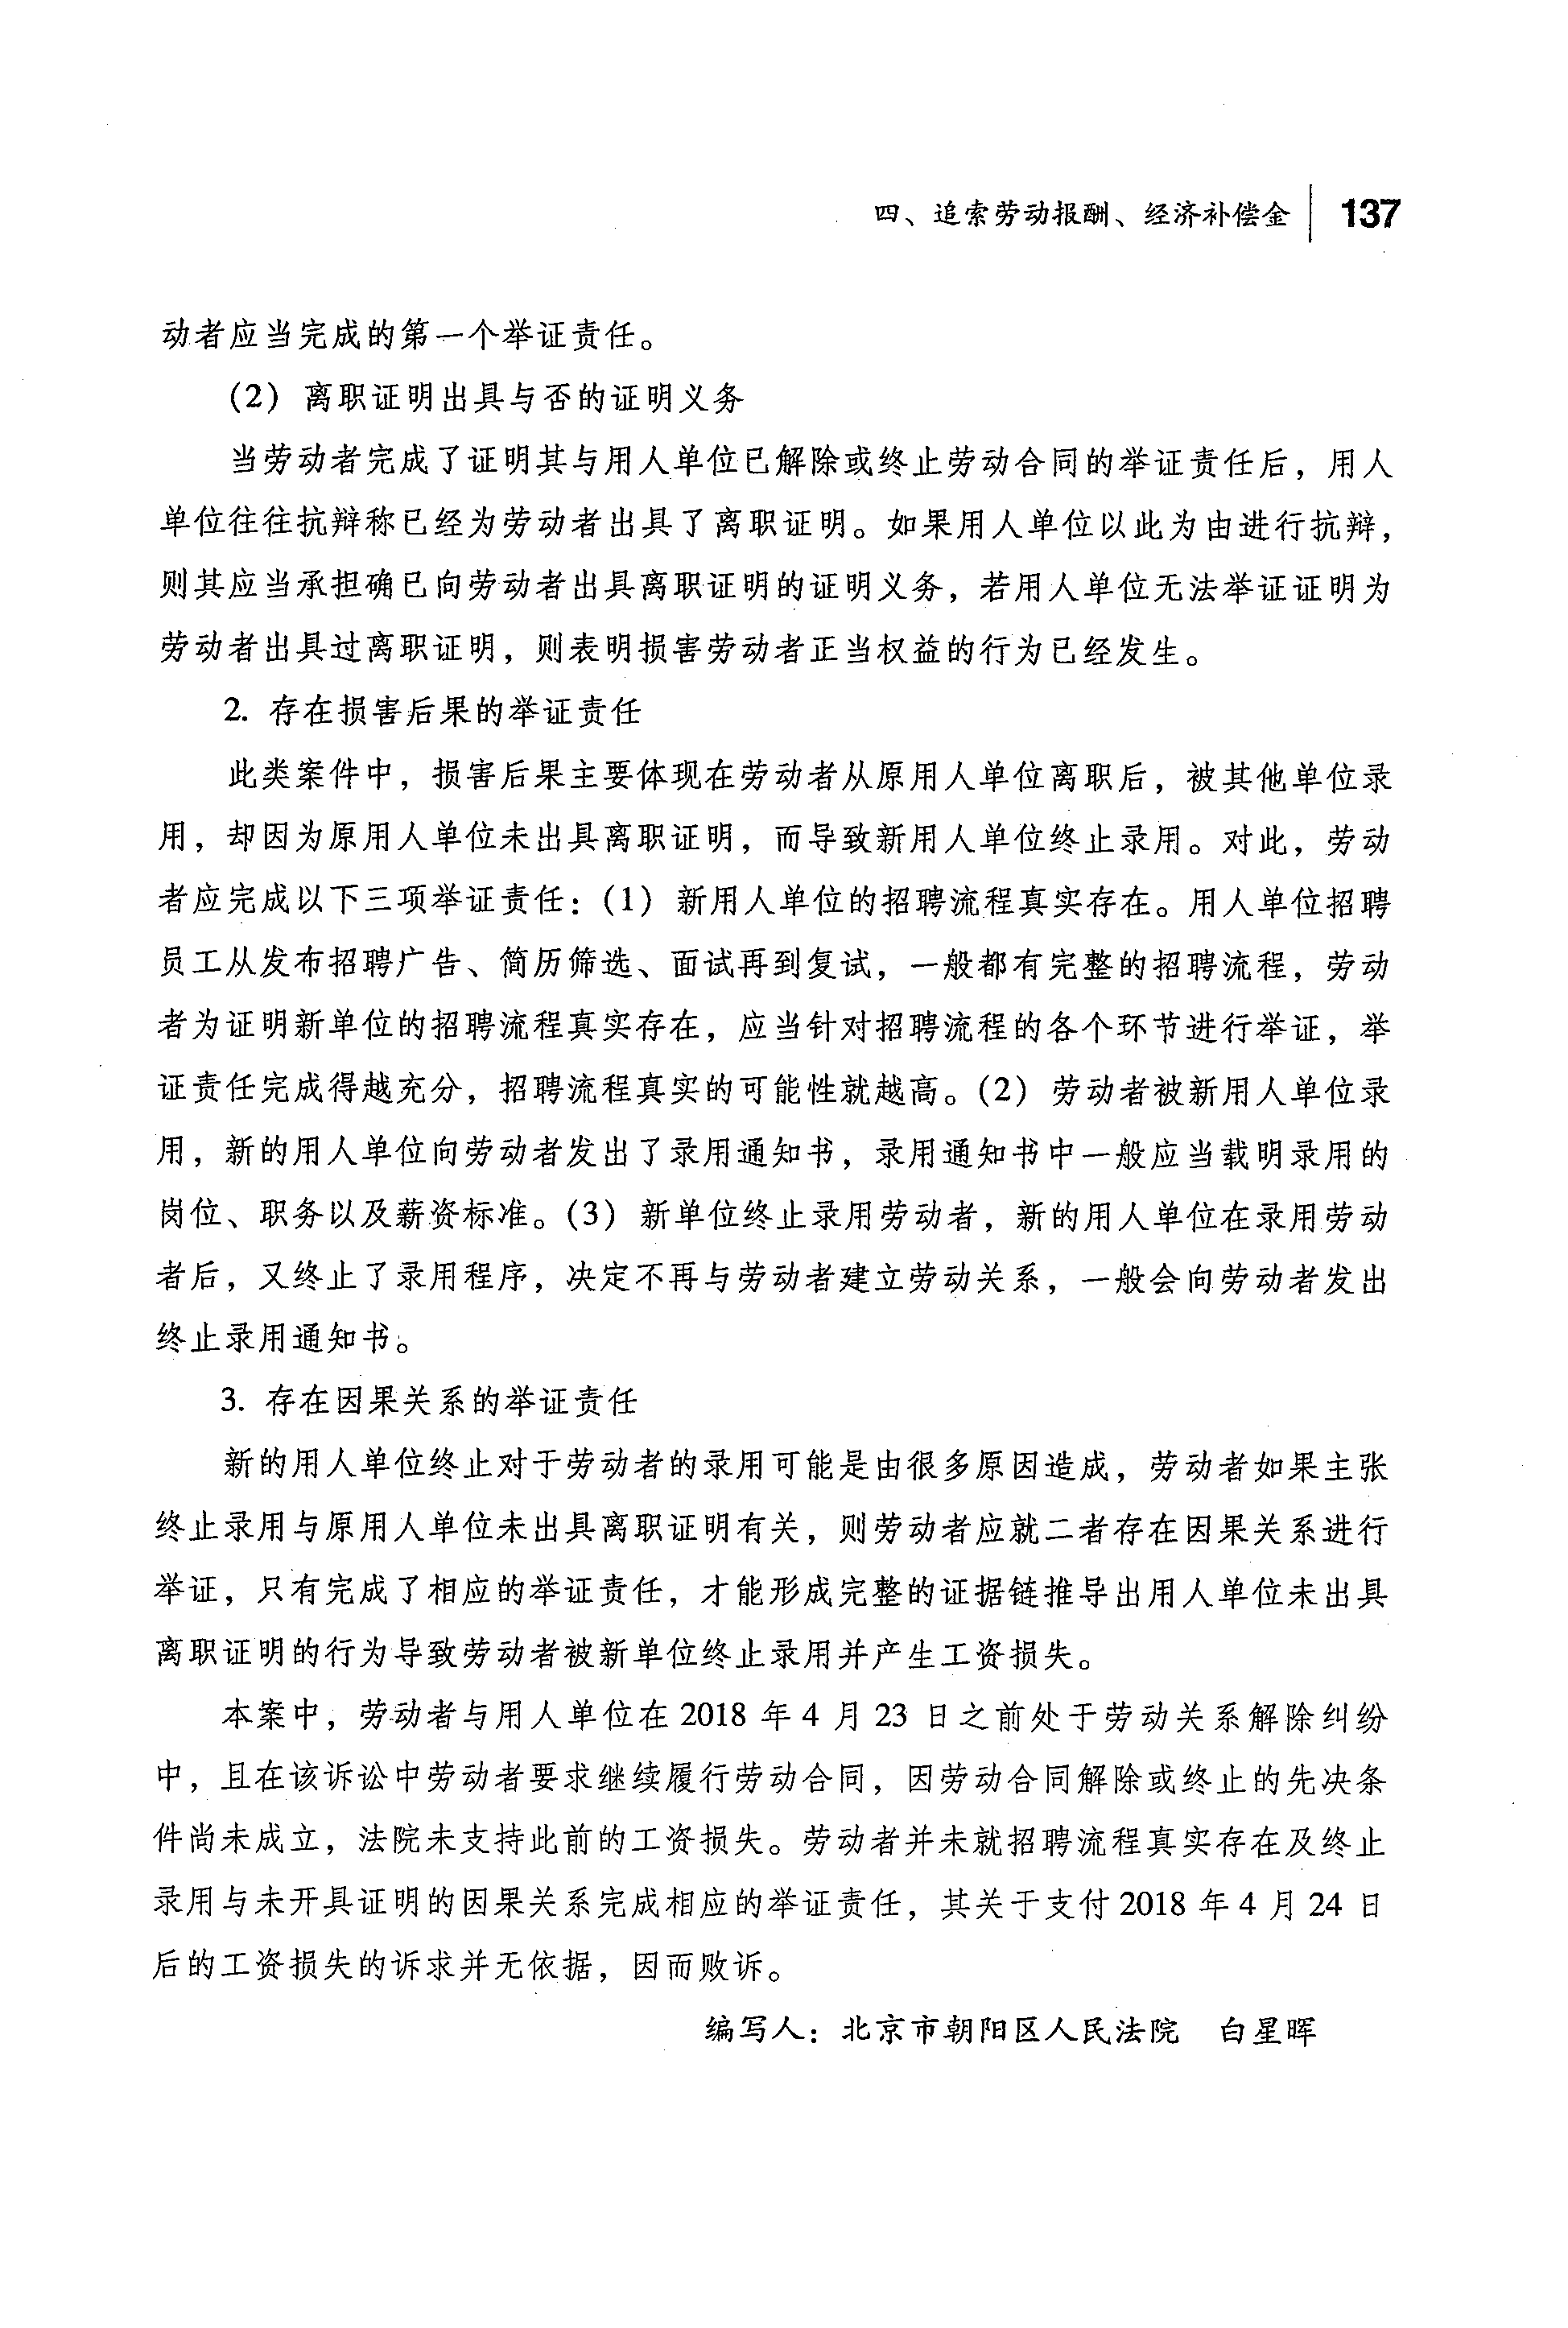 四、追索劳动报酬、经济补偿金 137
动者应当完成的第一个举证责任。
(2) 离职证明出具与否的证明义务
当劳动者完成了证明其与用人单位已解除或终止劳动合同的举证责任后，用人
单位往往抗辩称已经为劳动者出具了离职证明。如果用人单位以此为由进行抗辩，
则其应当承担确已向劳动者出具离职证明的证明义务，若用人单位无法举证证明为
劳动者出具过离职证明，则表明损害劳动者正当权益的行为已经发生。
2. 存在损害后果的举证责任
此类案件中，损害后果主要体现在劳动者从原用人单位离职后，被其他单位录
用，却因为原用人单位未出具离职证明，而导致新用人单位终止录用。对此，劳动
者应完成以下三项举证责任：(1) 新用人单位的招聘流程真实存在。用人单位招聘
员工从发布招聘广告、简历筛选、面试再到复试，一般都有完整的招聘流程，劳动
者为证明新单位的招聘流程真实存在，应当针对招聘流程的各个环节进行举证，举
证责任完成得越充分，招聘流程真实的可能性就越高。(2) 劳动者被新用人单位录
用，新的用人单位向劳动者发出了录用通知书，录用通知书中一般应当载明录用的
岗位、职务以及薪资标准。(3) 新单位终止录用劳动者，新的用人单位在录用劳动
者后，又终止了录用程序，决定不再与劳动者建立劳动关系，一般会向劳动者发出
终止录用通知书。
3. 存在因果关系的举证责任
新的用人单位终止对于劳动者的录用可能是由很多原因造成，劳动者如果主张
终止录用与原用人单位未出具离职证明有关，则劳动者应就二者存在因果关系进行
举证，只有完成了相应的举证责任，才能形成完整的证据链推导出用人单位未出具
离职证明的行为导致劳动者被新单位终止录用并产生工资损失。
本案中，劳动者与用人单位在 2018 年 4 月 23 日之前处于劳动关系解除纠纷
中，且在该诉讼中劳动者要求继续履行劳动合同，因劳动合同解除或终止的先决条
件尚未成立，法院未支持此前的工资损失。劳动者并未就招聘流程真实存在及终止
录用与未开具证明的因果关系完成相应的举证责任，其关于支付 2018 年 4 月 24 日
后的工资损失的诉求并无依据，因而败诉。
编写人：北京市朝阳区人民法院 白星晖